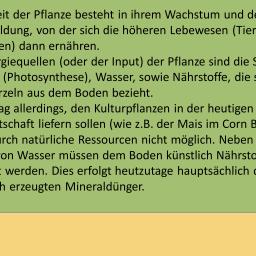 eit der Pflanze besteht in ihrem Wachstum und de
ldung, von der sich die höheren Lebewesen (Tier
en) dann ernähren.
rgiequellen (oder der Input) der Pflanze sind die S
(Photosynthese), Wasser, sowie Nährstoffe, die s
rzeln aus dem Boden bezieht.
ag allerdings, den Kulturpflanzen in der heutigen
tschaft liefern sollen (wie z.B. der Mais im Corn B
urch natürliche Ressourcen nicht möglich. Neben
von Wasser müssen dem Boden künstlich Nährsto
t werden. Dies erfolgt heutzutage hauptsächlich d
h erzeugten Mineraldünger.